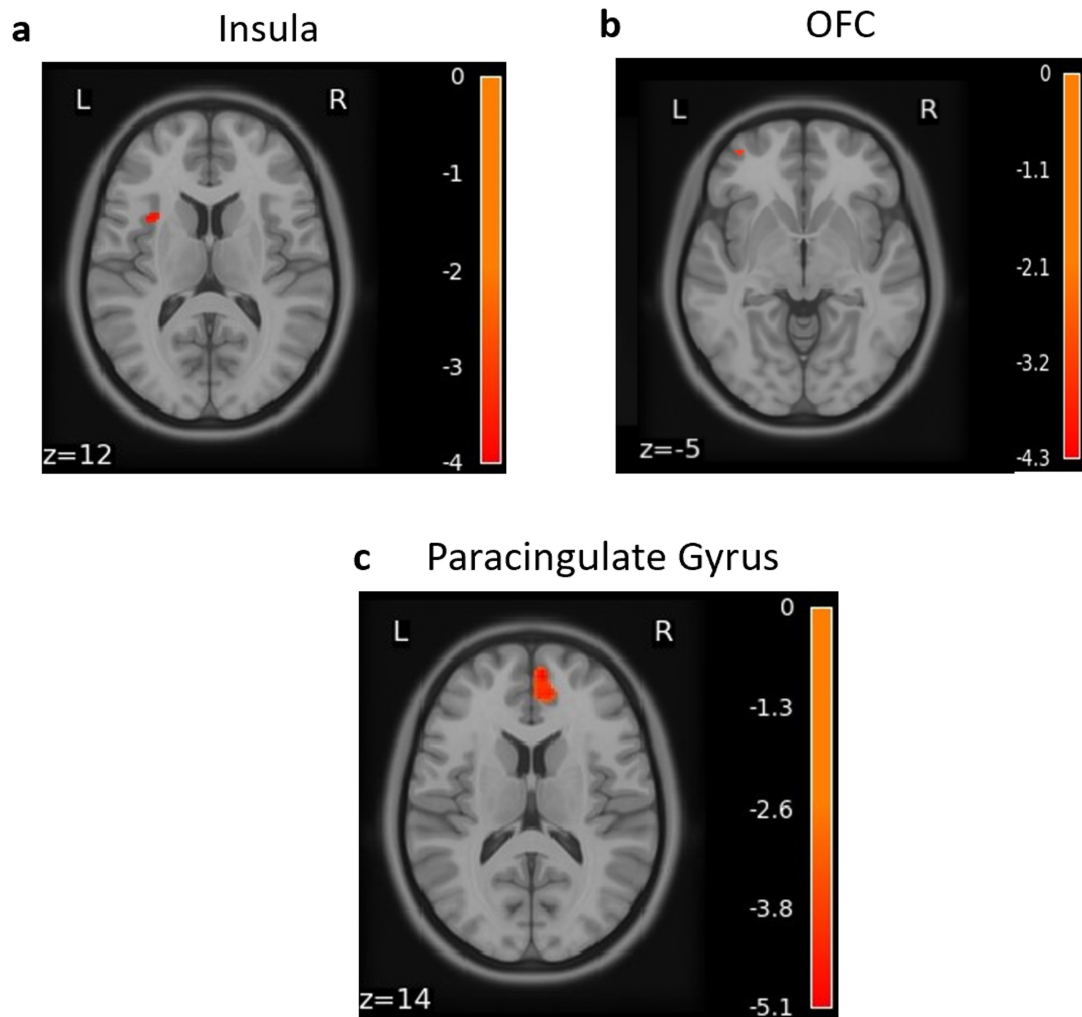 a Insula
L R
0
-1
-2
-3
-4
z=12
b OFC
L R
0
-1.1
-2.1
-3.2
-4.3
z=-5
c Paracingulate Gyrus
L R
0
-1.3
-2.6
-3.8
-5.1
z=14